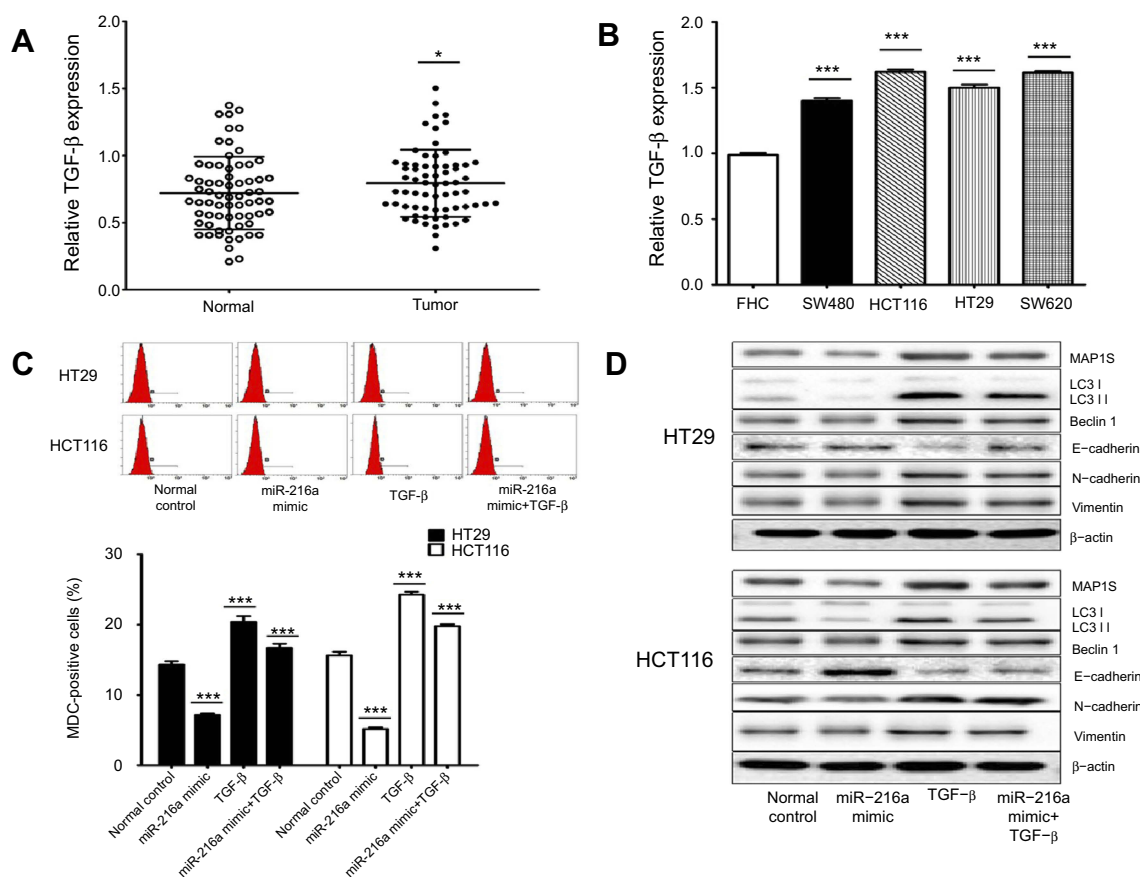 A
Relative TGF-β expression
2.0
1.5
1.0
0.5
0.0
*
Normal
Tumor
B
Relative TGF-β expression
2.0
1.5
1.0
0.5
0.0
***
***
***
***
FHC
SW480
HCT116
HT29
SW620
C
HT29
HCT116
Normal
control
miR-216a
mimic
TGF-β
miR-216a
mimic+TGF-β
HT29
HCT116
MDC-positive cells (%)
30
20
10
0
***
***
***
***
***
***
Normal control
miR-216a mimic
TGF-β
miR-216a mimic+TGF-β
Normal control
miR-216a mimic
TGF-β
miR-216a mimic+TGF-β
D
HT29
MAP1S
LC3 I
LC3 I I
Beclin 1
E-cadherin
N-cadherin
Vimentin
β−actin
HCT116
MAP1S
LC3 I
LC3 I I
Beclin 1
E-cadherin
N-cadherin
Vimentin
β−actin
Normal
control
miR−216a
mimic
TGF−β
miR−216a
mimic+
TGF−β